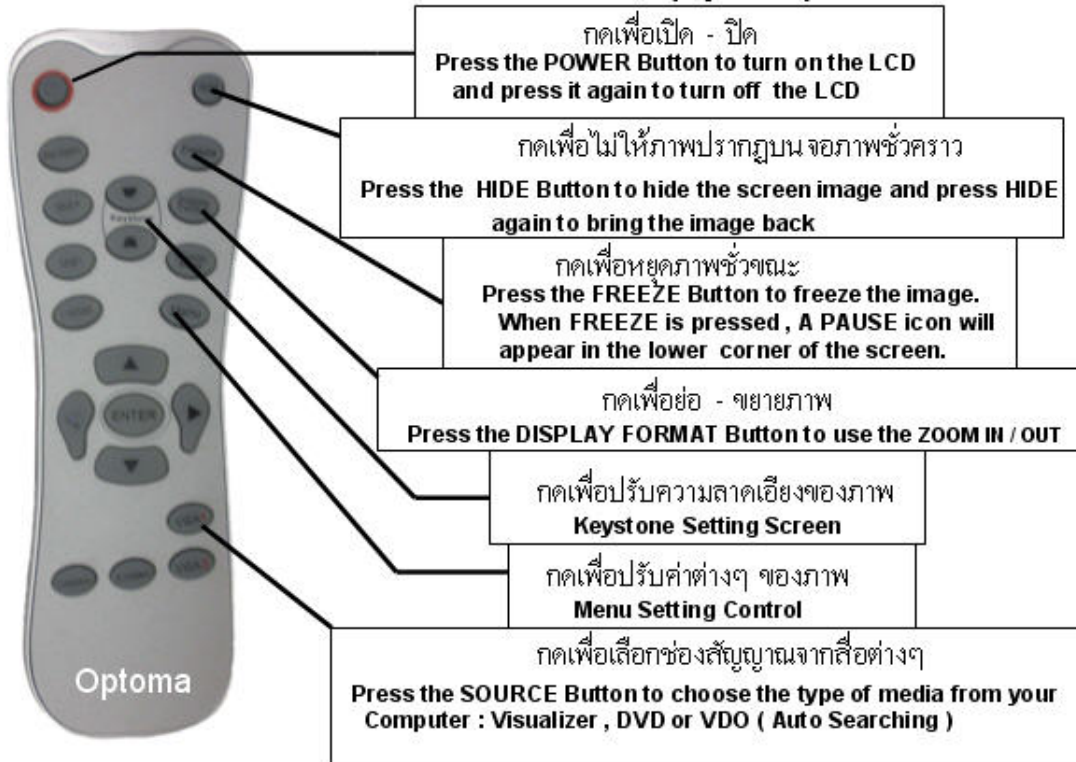 กดเพื่อเปิด - ปิด
Press the POWER Button to turn on the LCD
and press it again to turn off the LCD
กดเพื่อไม่ให้ภาพปรากฏบนจอภาพชั่วคราว
Press the HIDE Button to hide the screen image and press HIDE
again to bring the image back
กดเพื่อหยุดภาพชั่วขณะ
Press the FREEZE Button to freeze the image.
When FREEZE is pressed , A PAUSE icon will
appear in the lower corner of the screen.
กดเพื่อย่อ - ขยายภาพ
Press the DISPLAY FORMAT Button to use the ZOOM IN / OUT
กดเพื่อปรับความลาดเอียงของภาพ
Keystone Setting Screen
กดเพื่อปรับค่าต่างๆ ของภาพ
Menu Setting Control
กดเพื่อเลือกช่องสัญญาณจากสื่อต่างๆ
Press the SOURCE Button to choose the type of media from your
Computer : Visualizer , DVD or VDO ( Auto Searching )
Freeze
Keystone
Menu
ENTER
Optoma